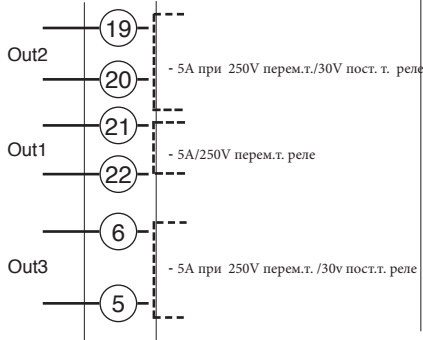 19
Out2
- 5A при 250V перем.т./30V пост. т. реле
20
21
Out1
- 5A/250V перем.т. реле
22
6
Out3
- 5A при 250V перем.т. /30v пост.т. реле
5